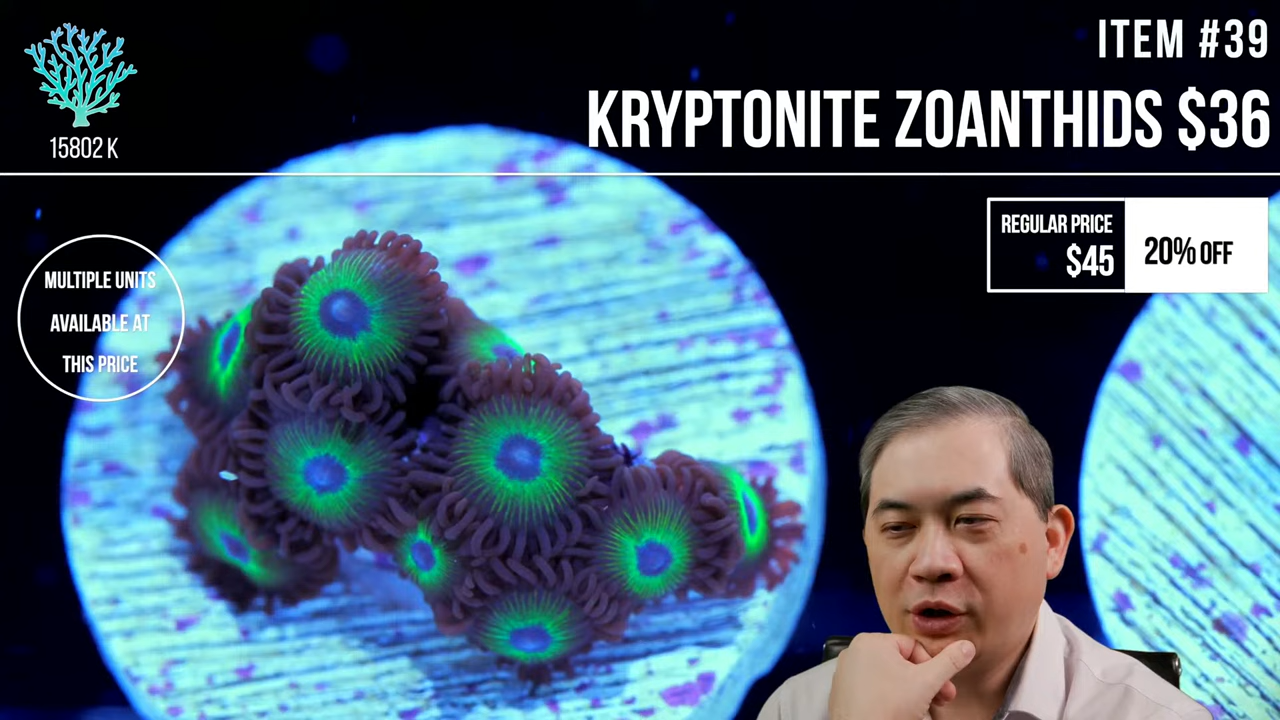 ITEM #39
KRYPTONITE ZOANTHIDS $36
15802 K
REGULAR PRICE
$45
20% OFF
MULTIPLE UNITS
AVAILABLE AT
THIS PRICE